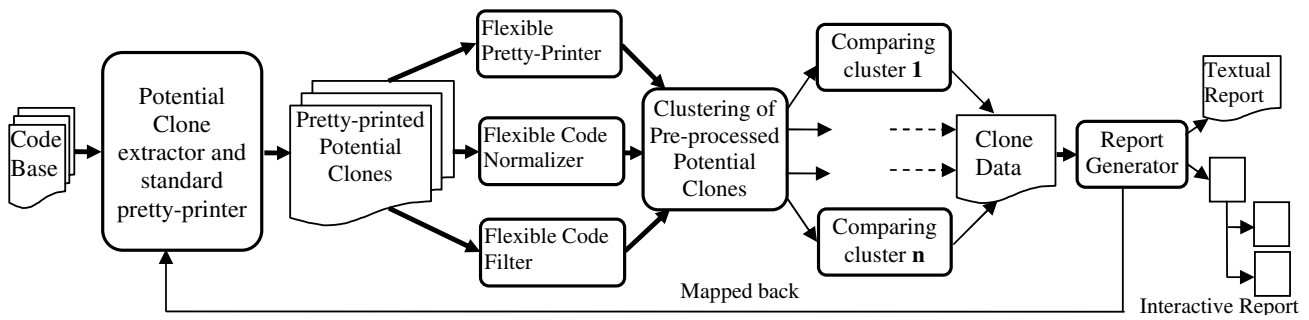 Code
Base
Potential
Clone
extractor and
standard
pretty-printer
Pretty-printed
Potential
Clones
Flexible
Pretty-Printer
Flexible Code
Normalizer
Flexible Code
Filter
Clustering of
Pre-processed
Potential
Clones
Comparing
cluster 1
Comparing
cluster n
Clone
Data
Report
Generator
Textual
Report
Interactive Report
Mapped back